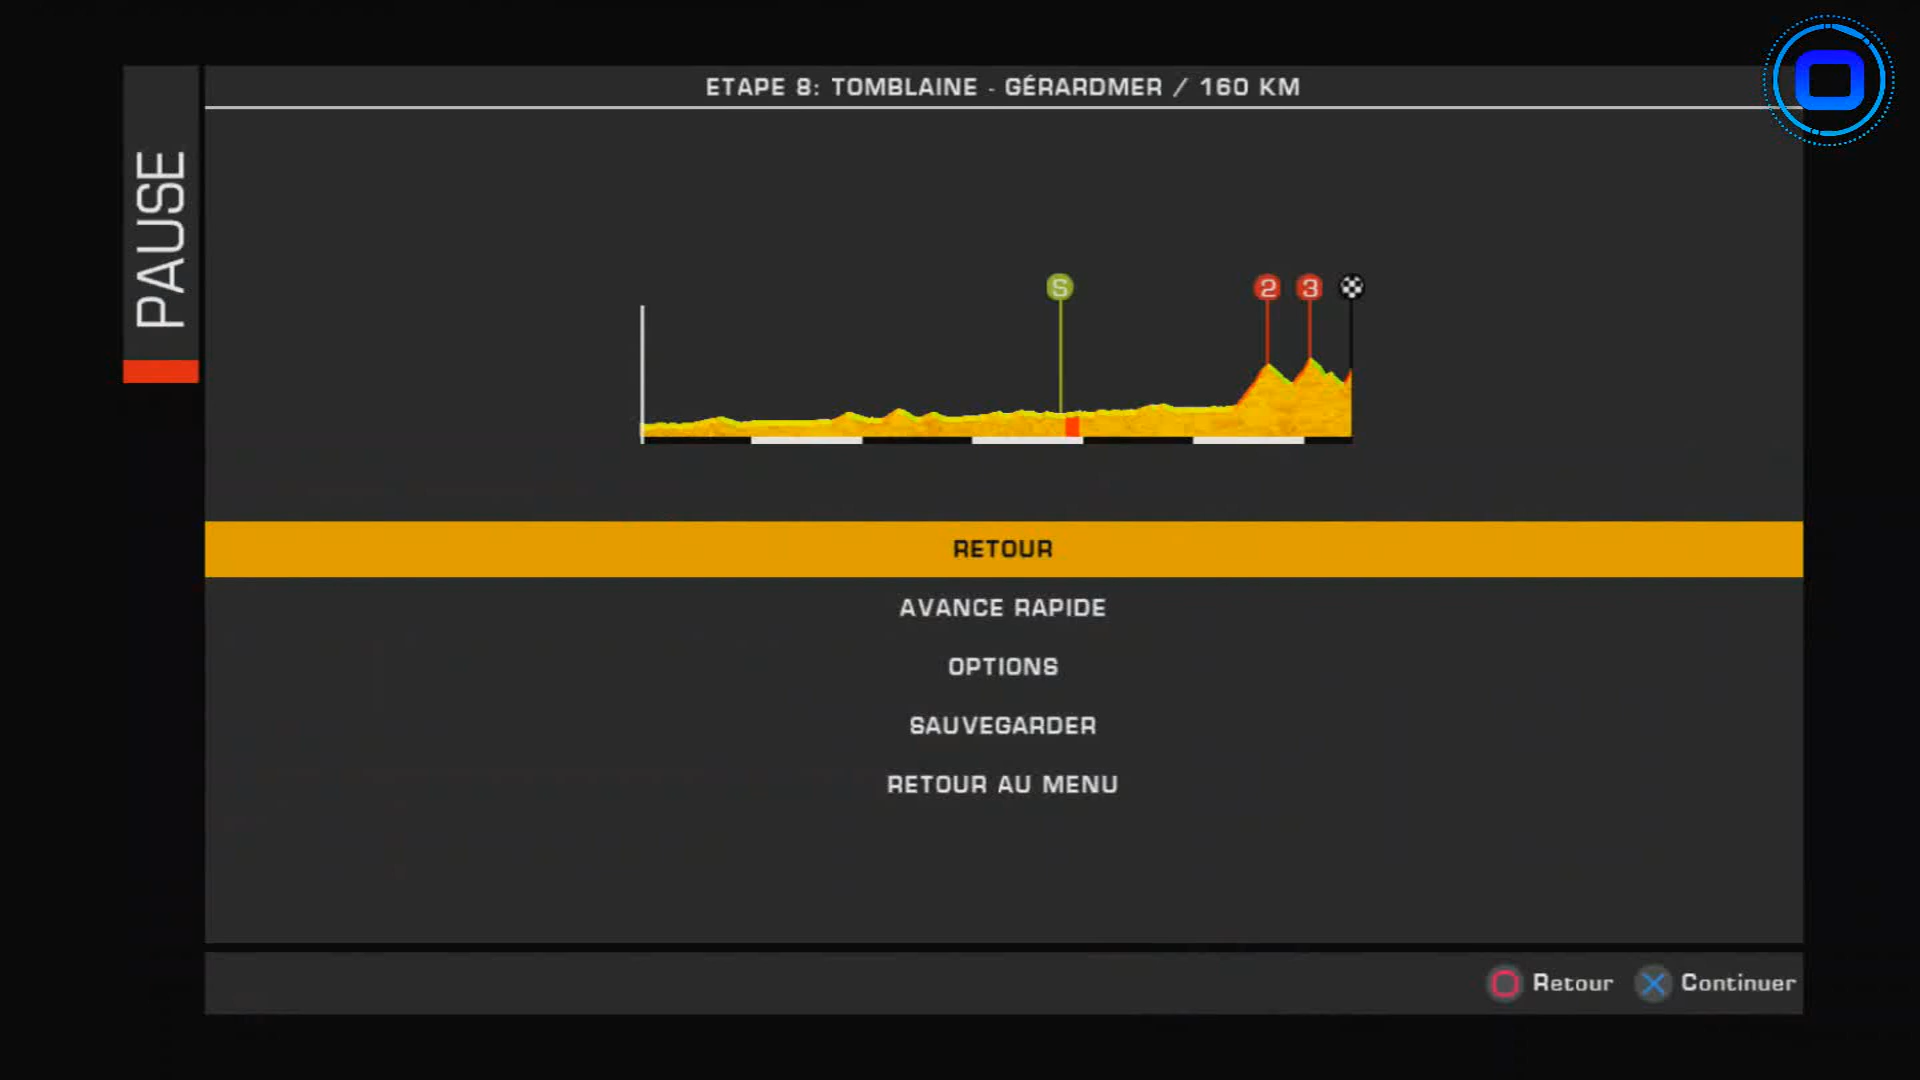 PAUSE
ETAPE 8: TOMBLAINE - GÉRARDMER / 160 KM
S 2 3
RETOUR
AVANCE RAPIDE
OPTIONS
SAUVEGARDER
RETOUR AU MENU
Retour Continuer